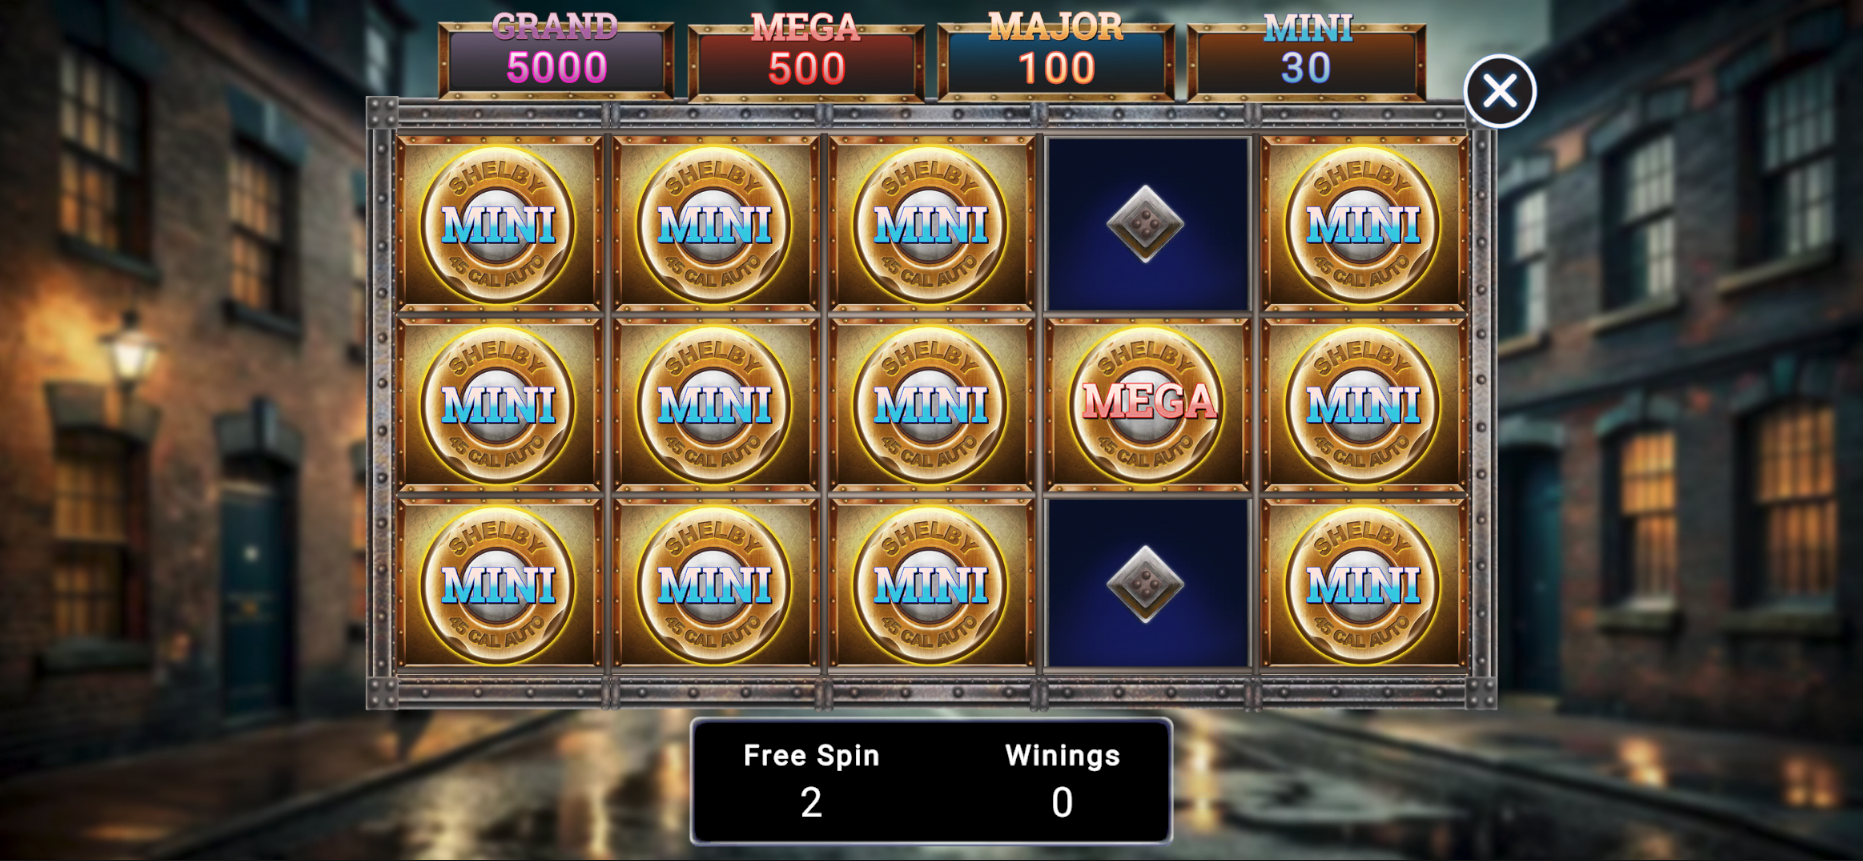 GRAND MEGA MAJOR MINI
5000 500 100 30
SHELBY SHELBY SHELBY SHELBY
MINI MINI MINI MINI
45 CAL AUTO 45 CAL AUTO 45 CAL AUTO 45 CAL AUTO
SHELBY SHELBY SHELBY SHELBY SHELBY
MINI MINI MINI MEGA MINI
45 CAL AUTO 45 CAL AUTO 45 CAL AUTO 45 CAL AUTO 45 CAL AUTO
SHELBY SHELBY SHELBY SHELBY
MINI MINI MINI MINI
45 CAL AUTO 45 CAL AUTO 45 CAL AUTO 45 CAL AUTO
Free Spin Winings
2 0